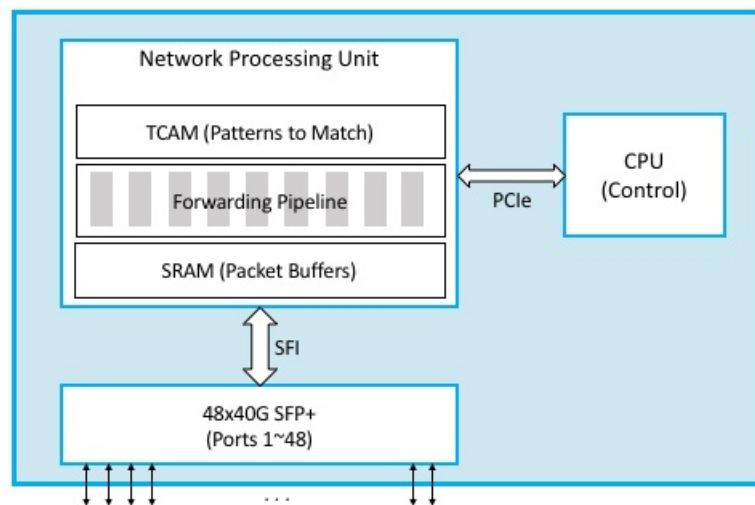 Network Processing Unit
TCAM (Patterns to Match)
Forwarding Pipeline
SRAM (Packet Buffers)
PCIe
CPU
(Control)
SFI
48x40G SFP+
(Ports 1~48)
. . .